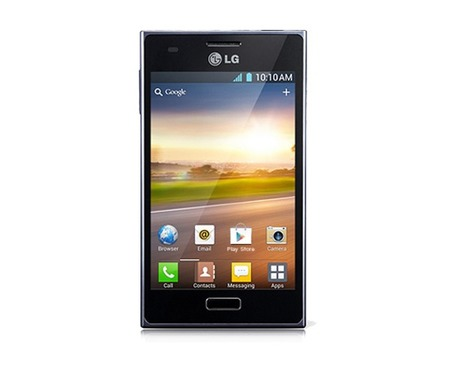 LG
10:10AM
Google
Browser Email Play Store Camera
Call Contacts Messaging Apps